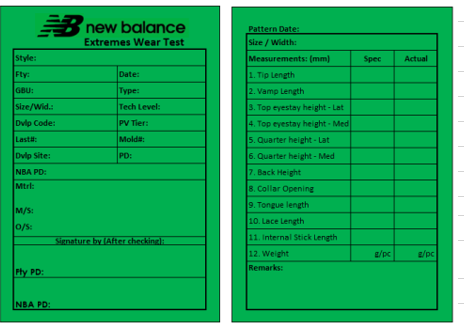 new balance
Extremes Wear Test
Style:
Fty: Date:
GBU: Type:
Size/Wid.: Tech Level:
Dvlp Code: PV Tier:
Last#: Mold#:
Dvlp Site: PD:
NBA PD:
Mtrl:
M/S:
O/S:
Signature by (After checking):
Fty PD:
NBA PD:
Pattern Date:
Size / Width:
Measurements: (mm) Spec Actual
1. Tip Length
2. Vamp Length
3. Top eyestay height - Lat
4. Top eyestay height - Med
5. Quarter height - Lat
6. Quarter height - Med
7. Back Height
8. Collar Opening
9. Tongue length
10. Lace Length
11. Internal Stick Length
12. Weight g/pc g/pc
Remarks: